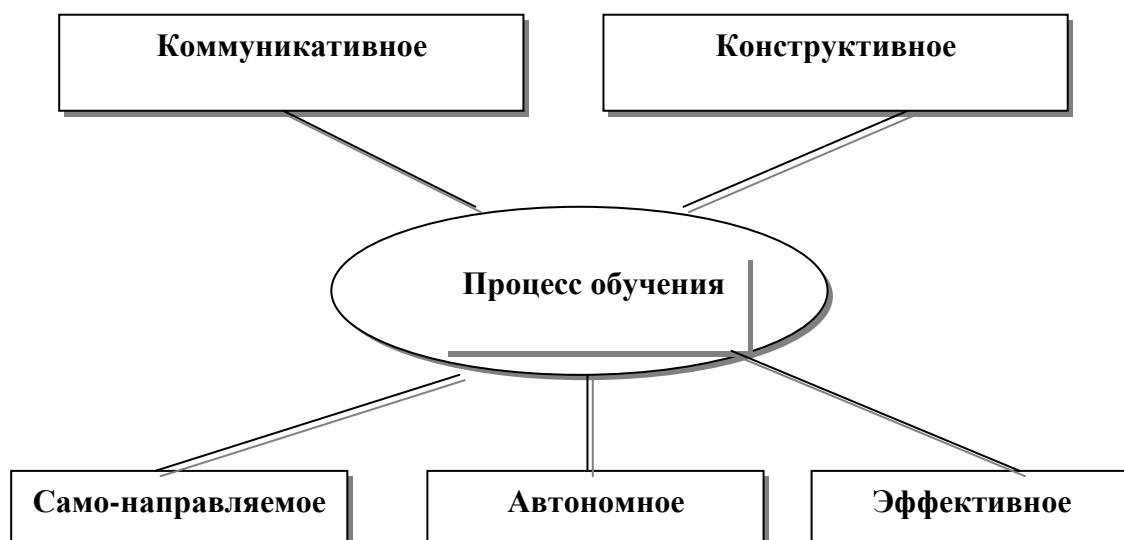 Коммуникативное
Конструктивное
Процесс обучения
Само-направляемое
Автономное
Эффективное